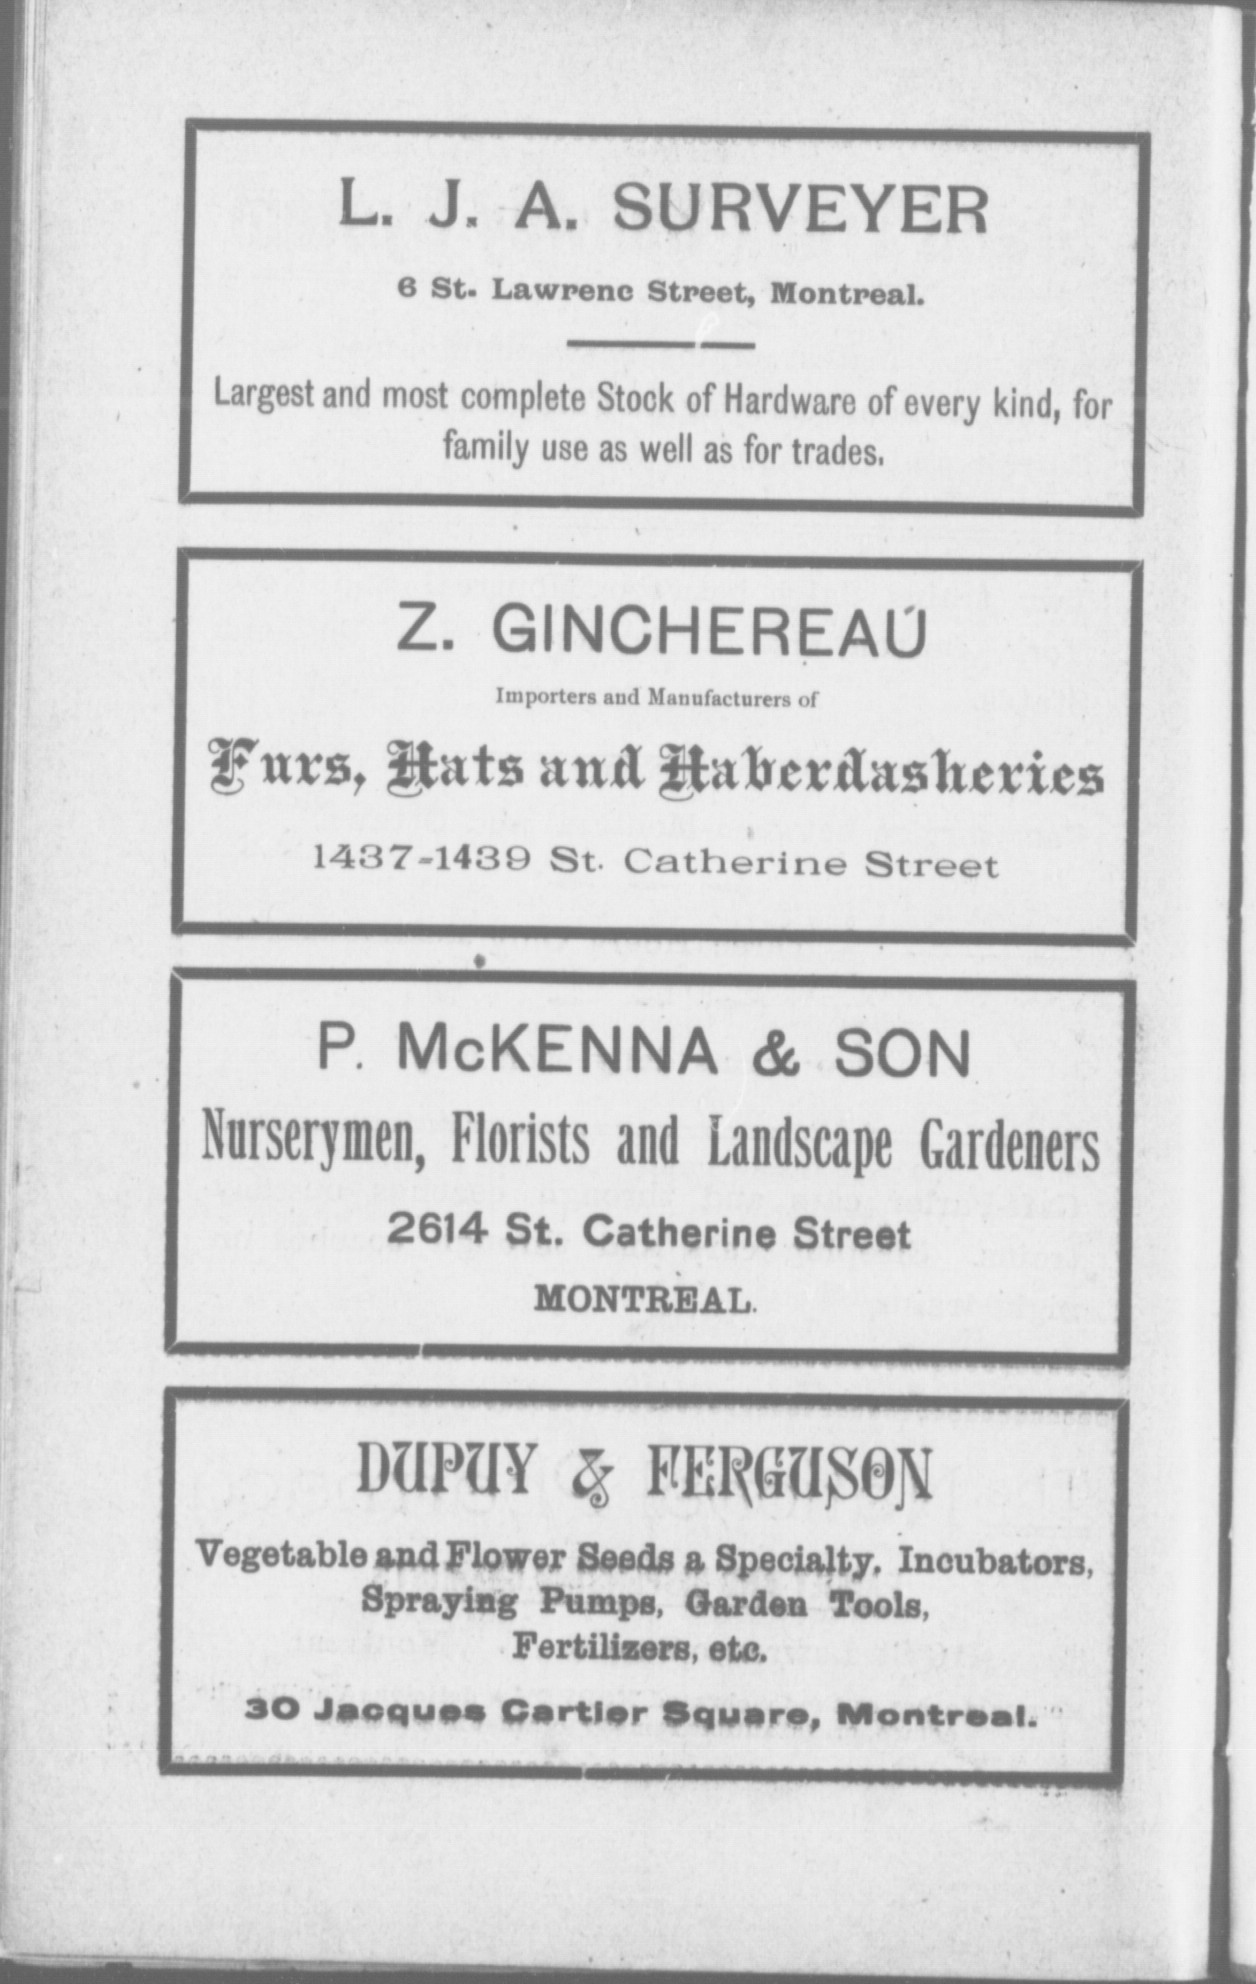 L. J. A. SURVEYER
6 St. Lawrenc Street, Montreal.
Largest and most complete Stock of Hardware of every kind, for
family use as well as for trades.
Z. GINCHEREAU
Importers and Manufacturers of
Furs, Hats and Haberdasheries
1437-1439 St. Catherine Street
P. McKENNA & SON
Nurserymen, Florists and Landscape Gardeners
2614 St. Catherine Street
MONTREAL.
DUPUY & FERGUSON
Vegetable and Flower Seeds a Specialty. Incubators,
Spraying Pumps, Garden Tools,
Fertilizers, etc.
30 Jacques Cartier Square, Montreal.